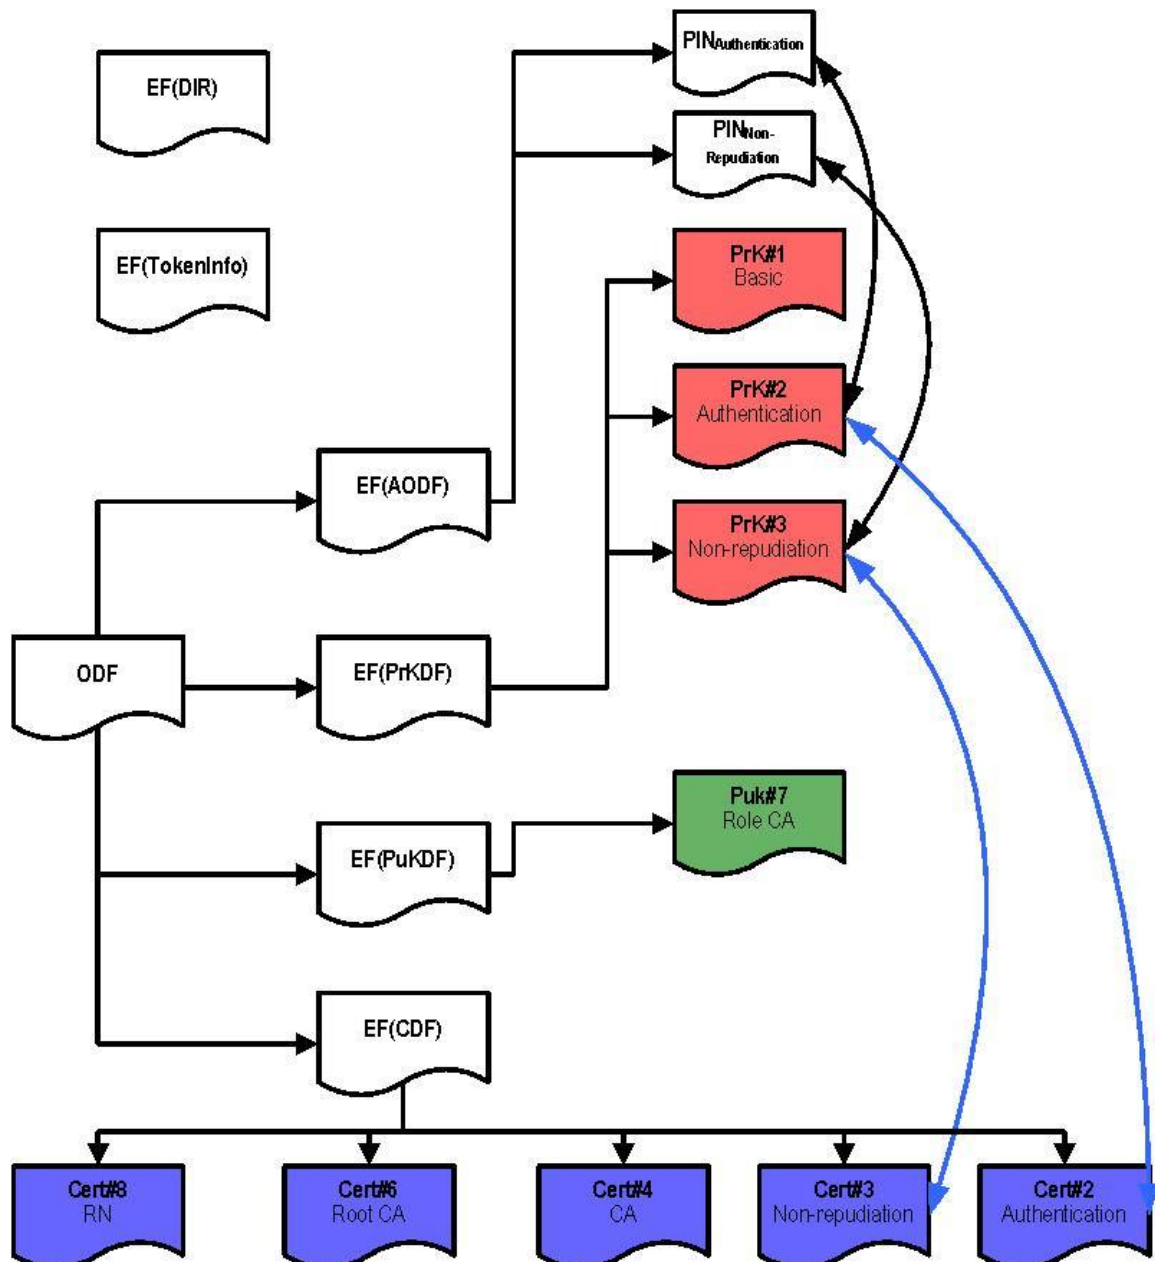 EF(DIR)
PINAuthentication
PINNon-
Repudiation
EF(TokenInfo)
PrK#1
Basic
PrK#2
Authentication
EF(AODF)
PrK#3
Non-repudiation
ODF
EF(PrKDF)
Puk#7
Role CA
EF(PuKDF)
EF(CDF)
Cert#8
RN
Cert#6
Root CA
Cert#4
CA
Cert#3
Non-repudiation
Cert#2
Authentication